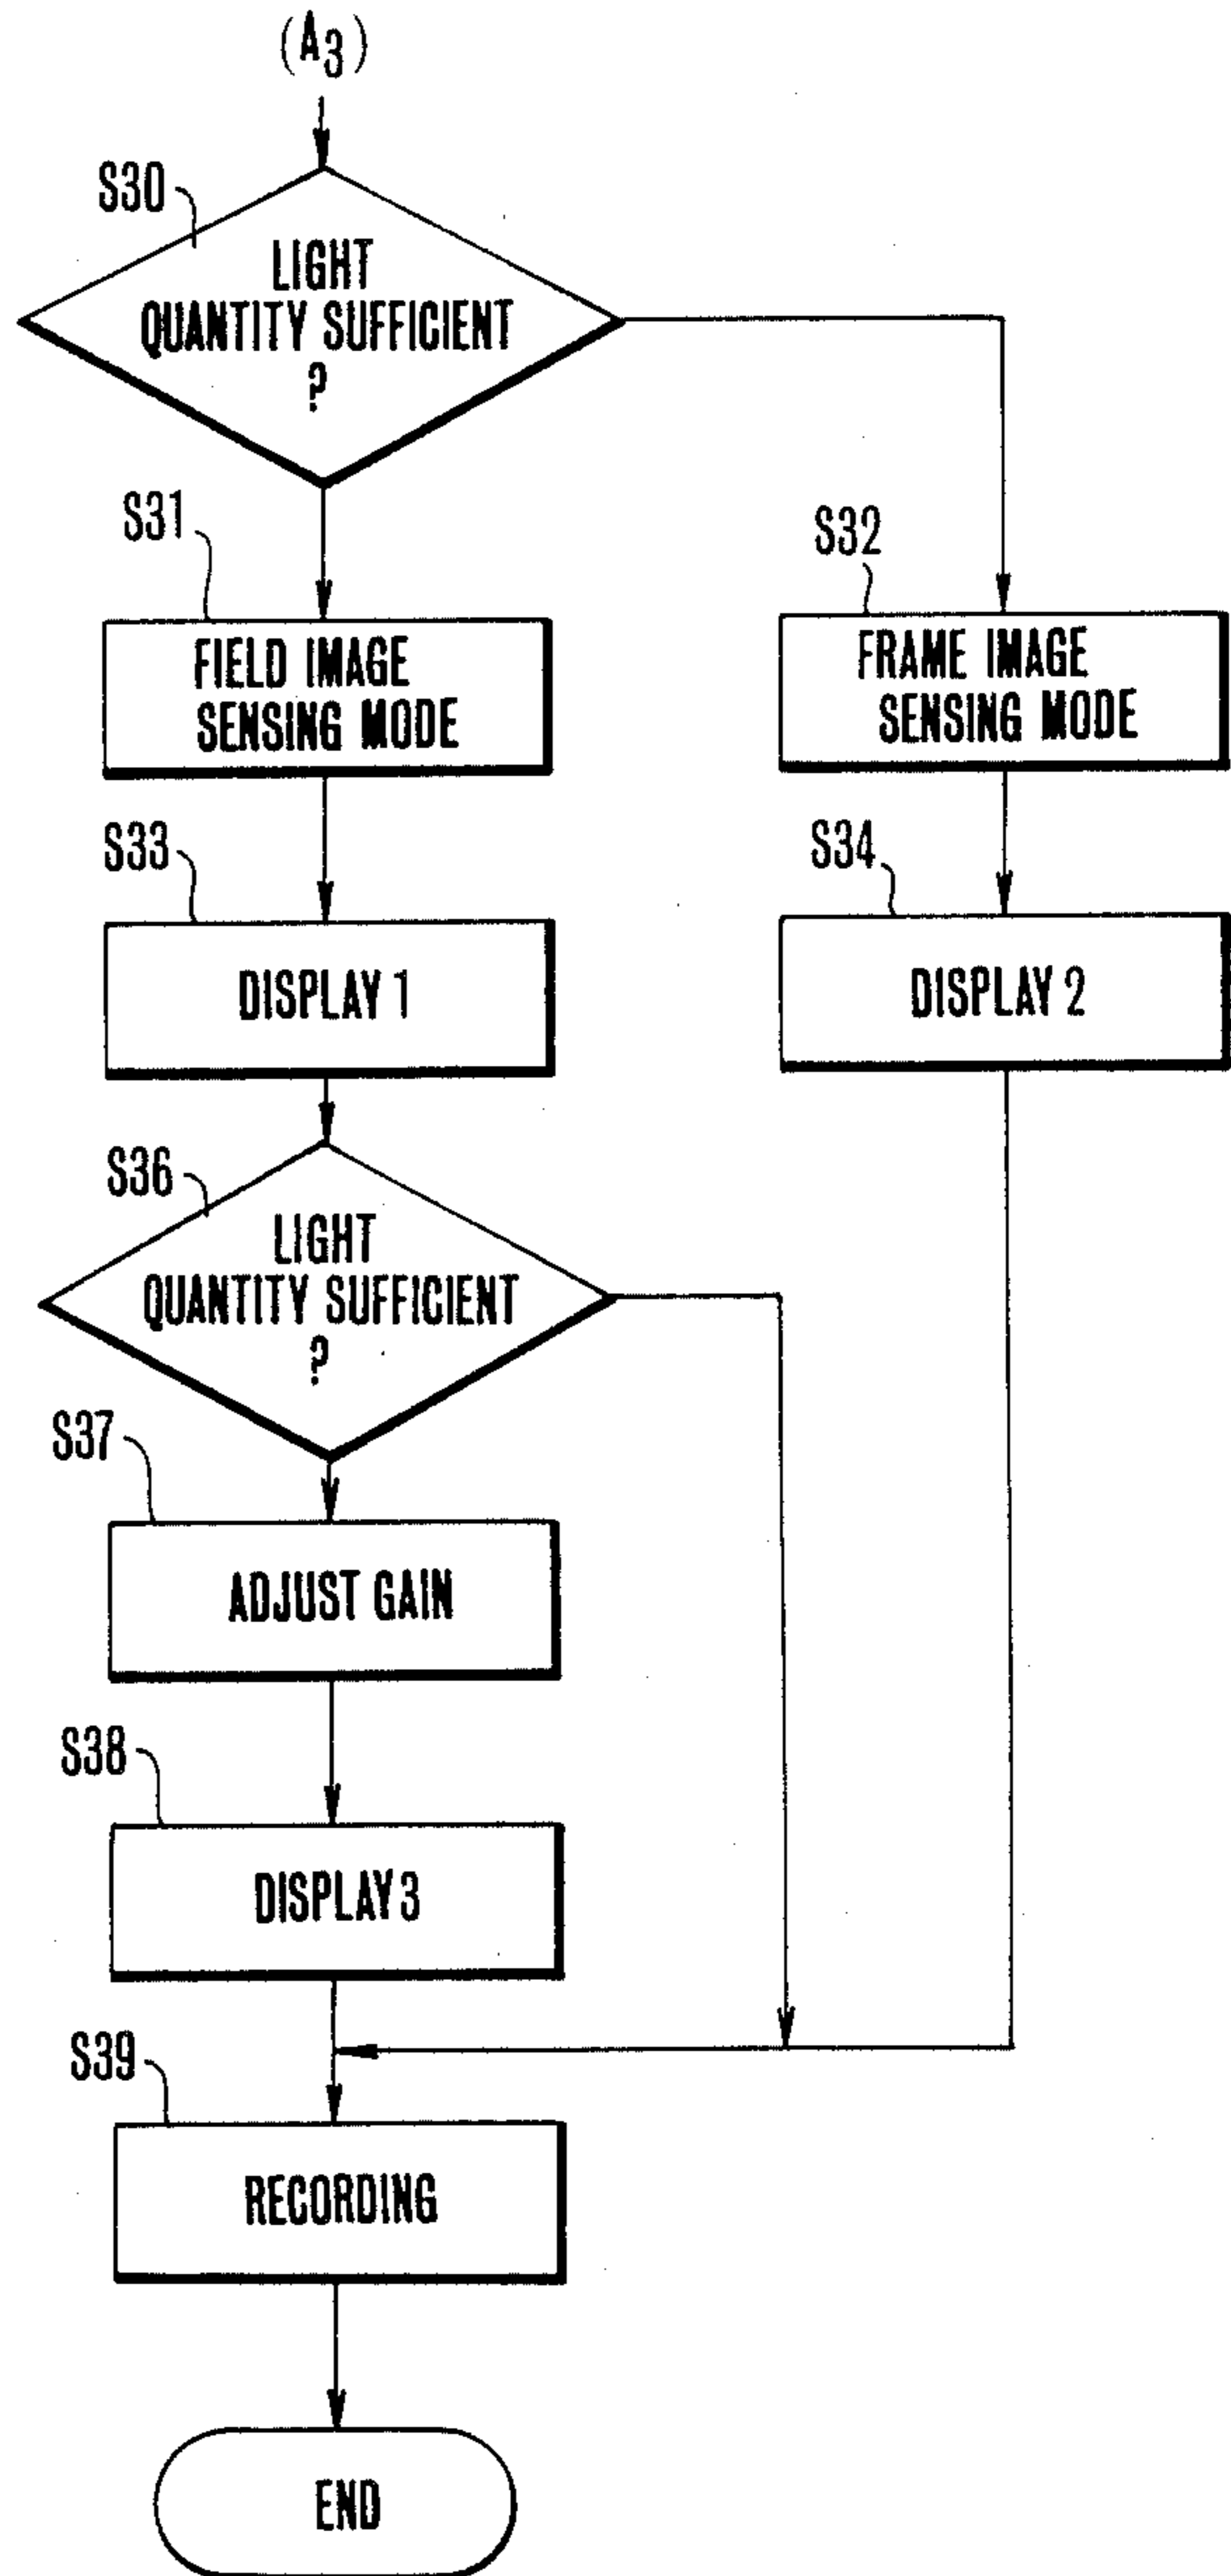 (A3)
S30
LIGHT
QUANTITY SUFFICIENT
?
S31
FIELD IMAGE
SENSING MODE
S32
FRAME IMAGE
SENSING MODE
S33
DISPLAY 1
S34
DISPLAY 2
S36
LIGHT
QUANTITY SUFFICIENT
?
S37
ADJUST GAIN
S38
DISPLAY 3
S39
RECORDING
END